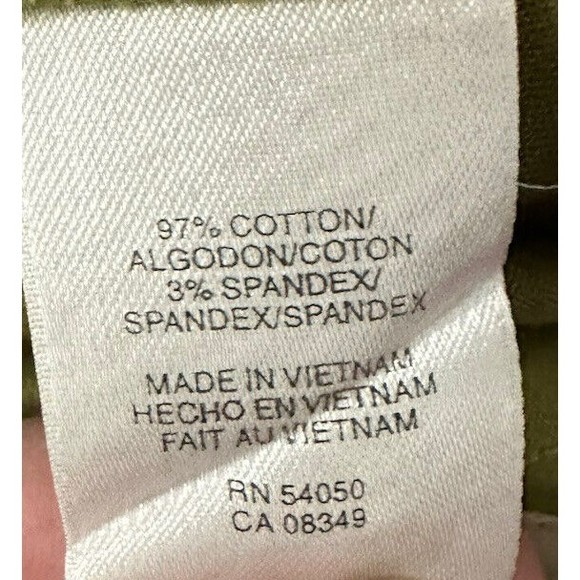 97% COTTON/
ALGODON/COTON
3% SPANDEX/
SPANDEX/SPANDEX
MADE IN VIETNAM
HECHO EN VIETNAM
FAIT AU VIETNAM
RN 54050
CA 08349